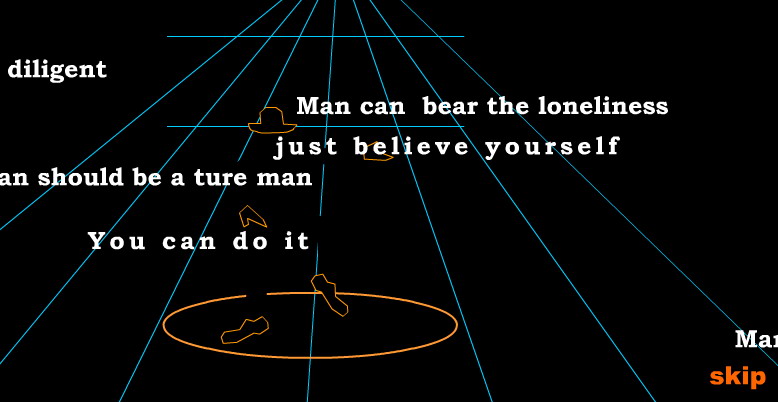 diligent
Man can bear the loneliness
just believe yourself
an should be a ture man
You can do it
Man
skip